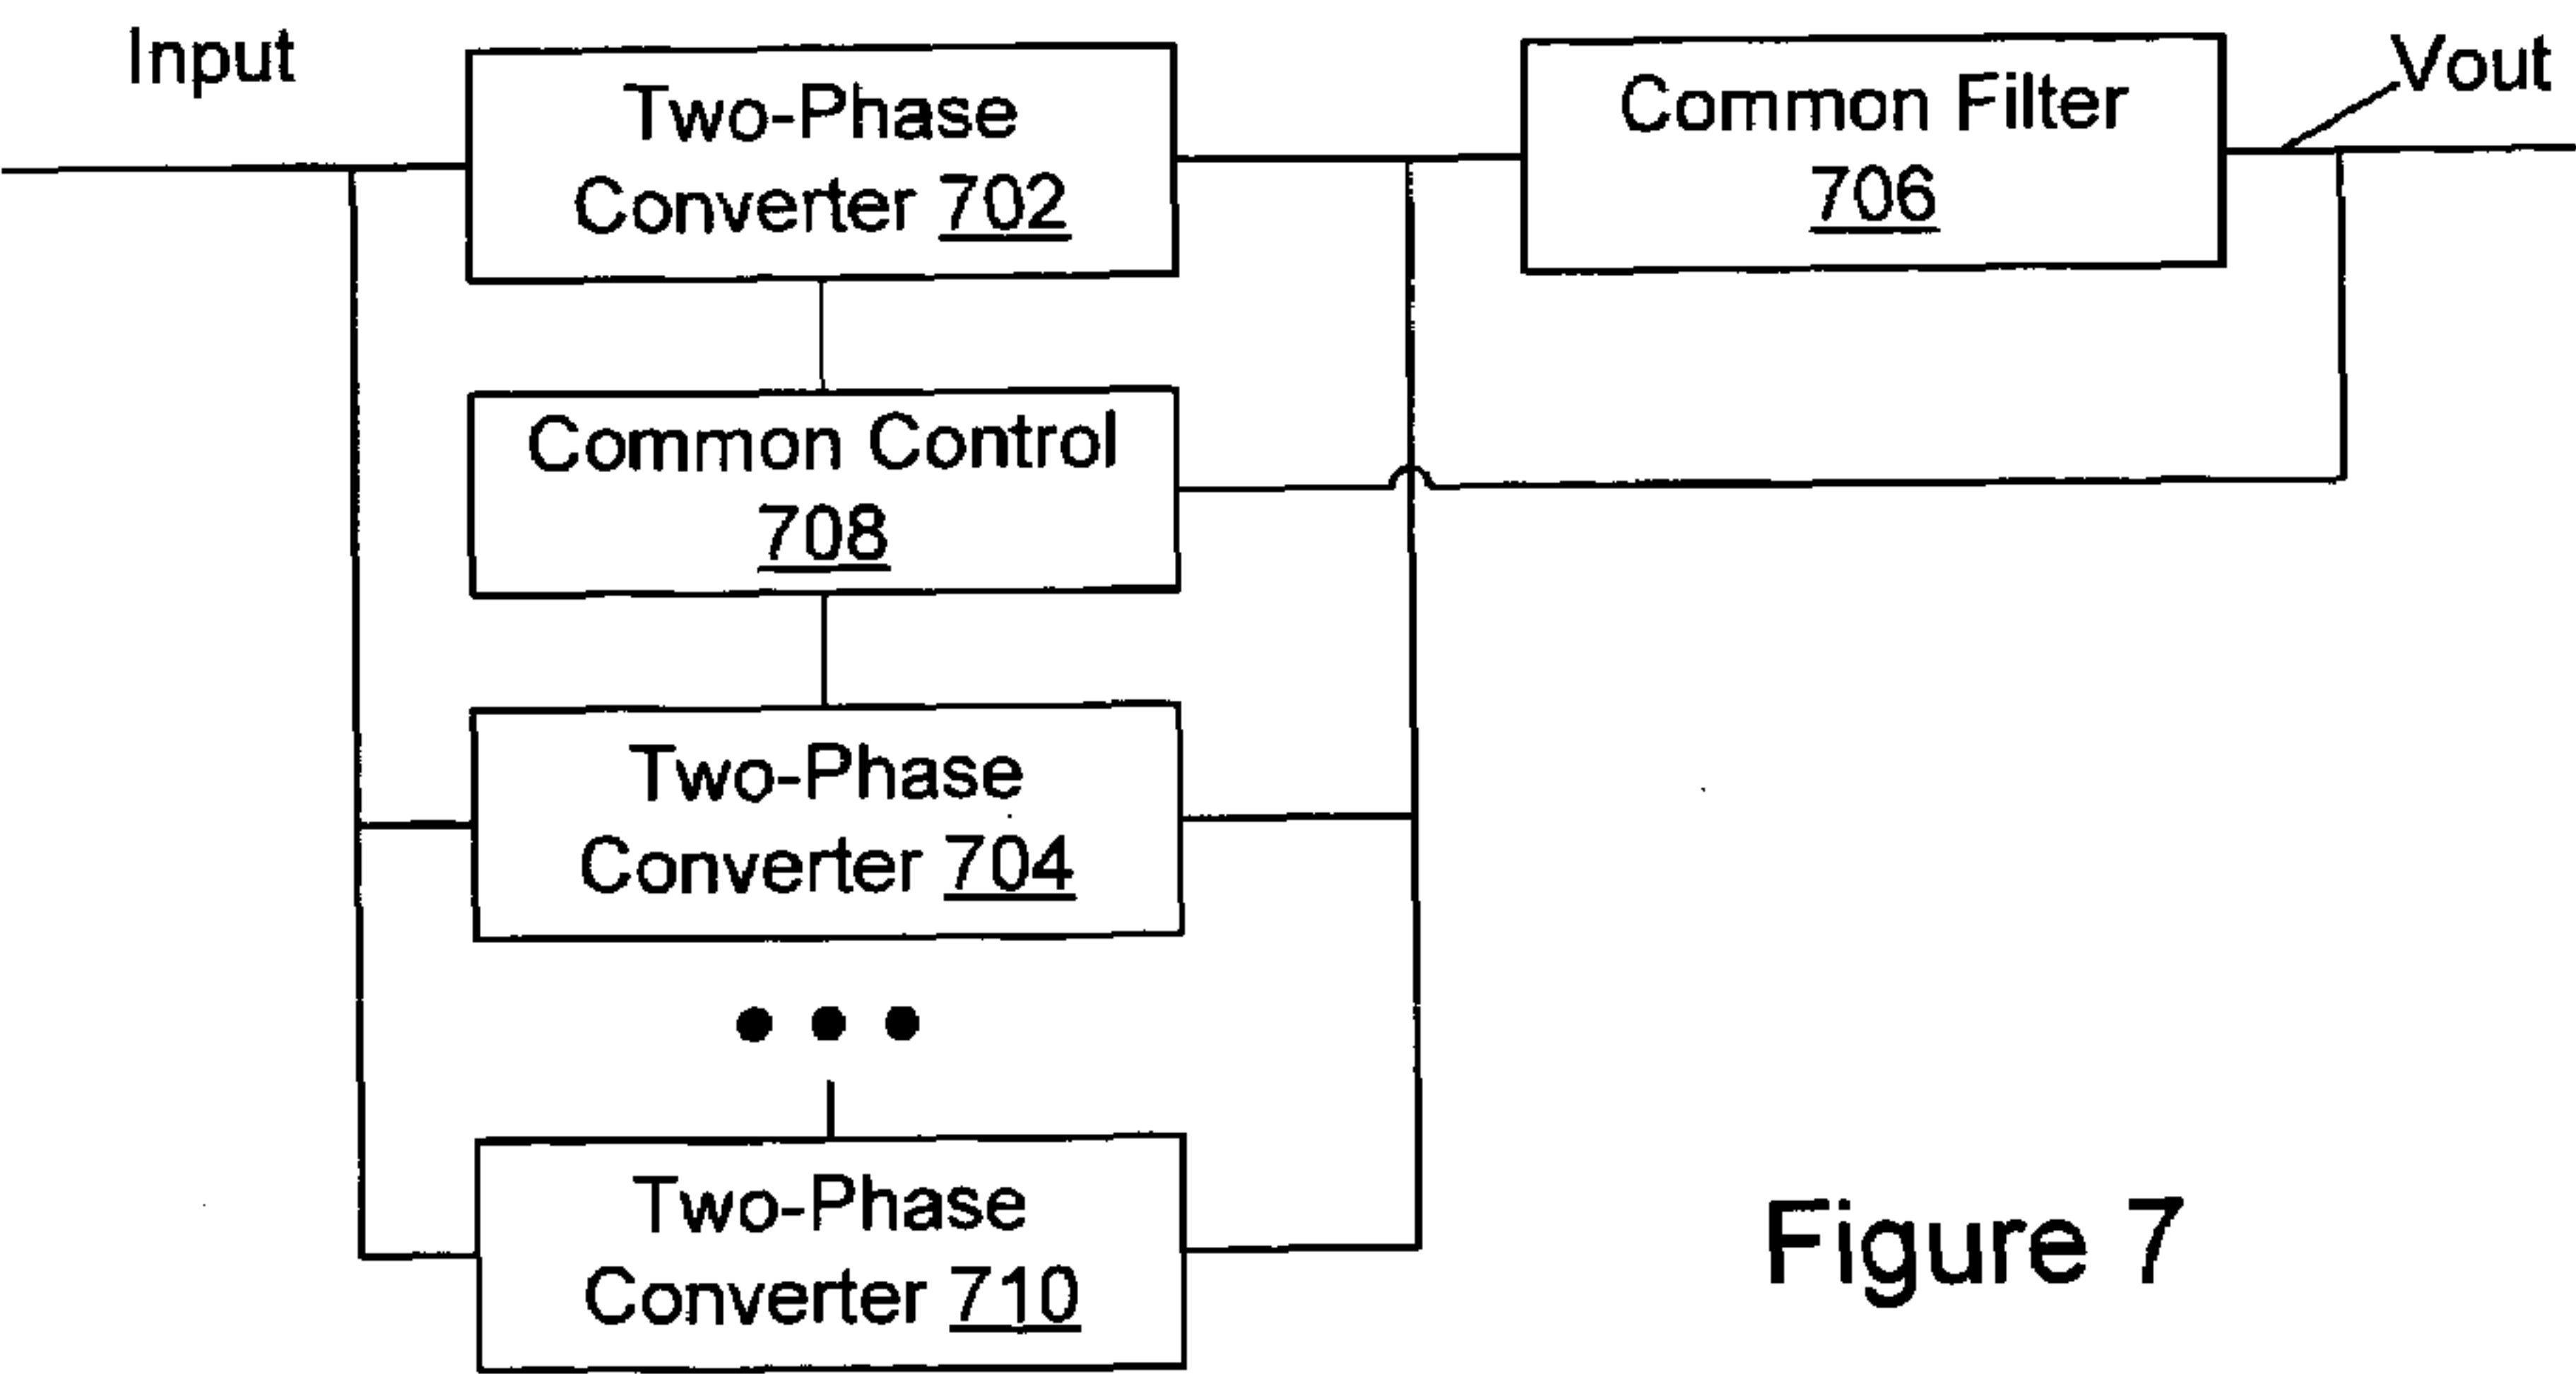 Input
Two-Phase
Converter 702
Common Filter
706
Vout
Common Control
708
Two-Phase
Converter 704
Two-Phase
Converter 710
Figure 7